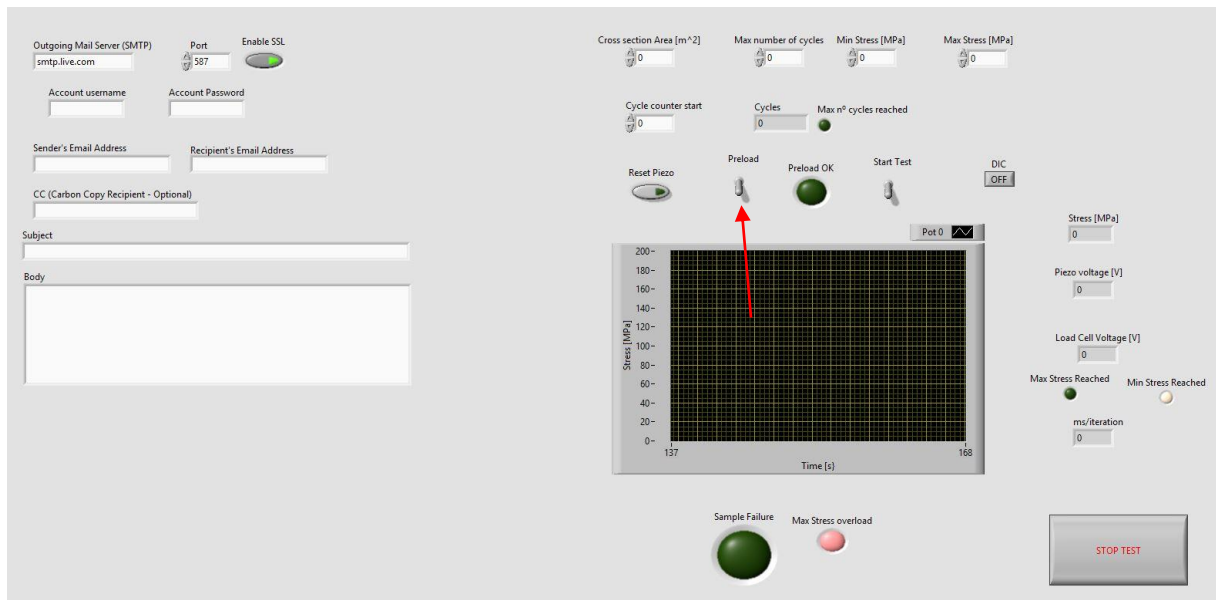 Outgoing Mail Server (SMTP) Port Enable SSL
smtp.live.com 587
Account username Account Password
Sender's Email Address Recipient's Email Address
CC (Carbon Copy Recipient - Optional)
Subject
Body
Cross section Area [m^2] Max number of cycles Min Stress [MPa] Max Stress [MPa]
0 0 0 0
Cycle counter start Cycles Max nº cycles reached
0 0
Reset Piezo Preload Preload OK Start Test DIC
OFF
Pot 0
Stress [MPa]
200
180
160
140
120
100
80
60
40
20
0
137 168
Time [s]
Stress [MPa]
0
Piezo voltage [V]
0
Load Cell Voltage [V]
0
Max Stress Reached Min Stress Reached
ms/iteration
0
Sample Failure Max Stress overload
STOP TEST